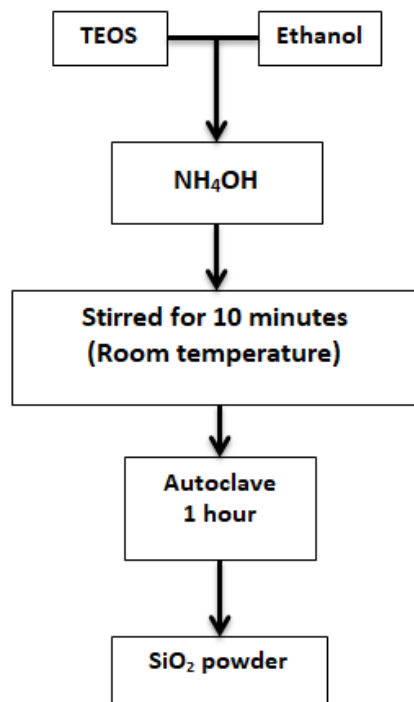 TEOS
Ethanol
NH₄OH
Stirred for 10 minutes
(Room temperature)
Autoclave
1 hour
SiO₂ powder